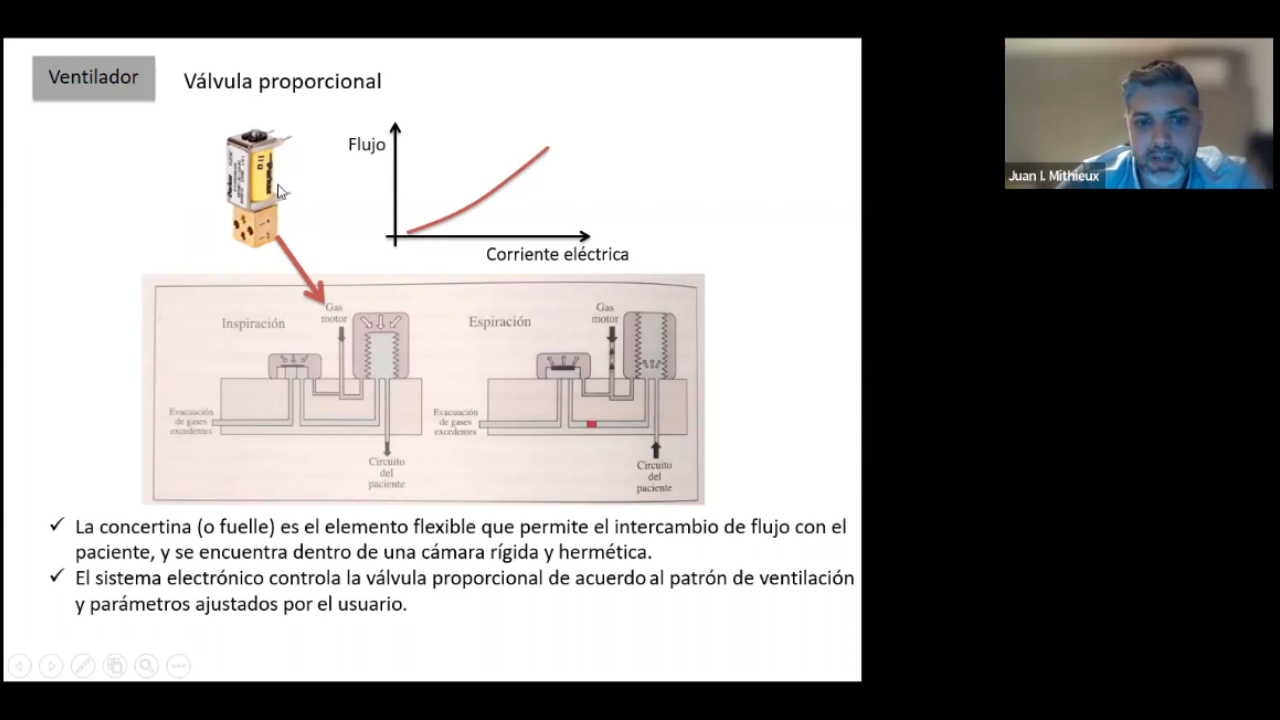 Ventilador
Válvula proporcional
Flujo
Corriente eléctrica
Juan I. Mithieux
Inspiración
Gas
motor
Evacuación
de gases
excedentes
Circuito
del
paciente
Espiración
Gas
motor
Evacuación
de gases
excedentes
Circuito
del
paciente
✓ La concertina (o fuelle) es el elemento flexible que permite el intercambio de flujo con el
paciente, y se encuentra dentro de una cámara rígida y hermética.
✓ El sistema electrónico controla la válvula proporcional de acuerdo al patrón de ventilación
y parámetros ajustados por el usuario.